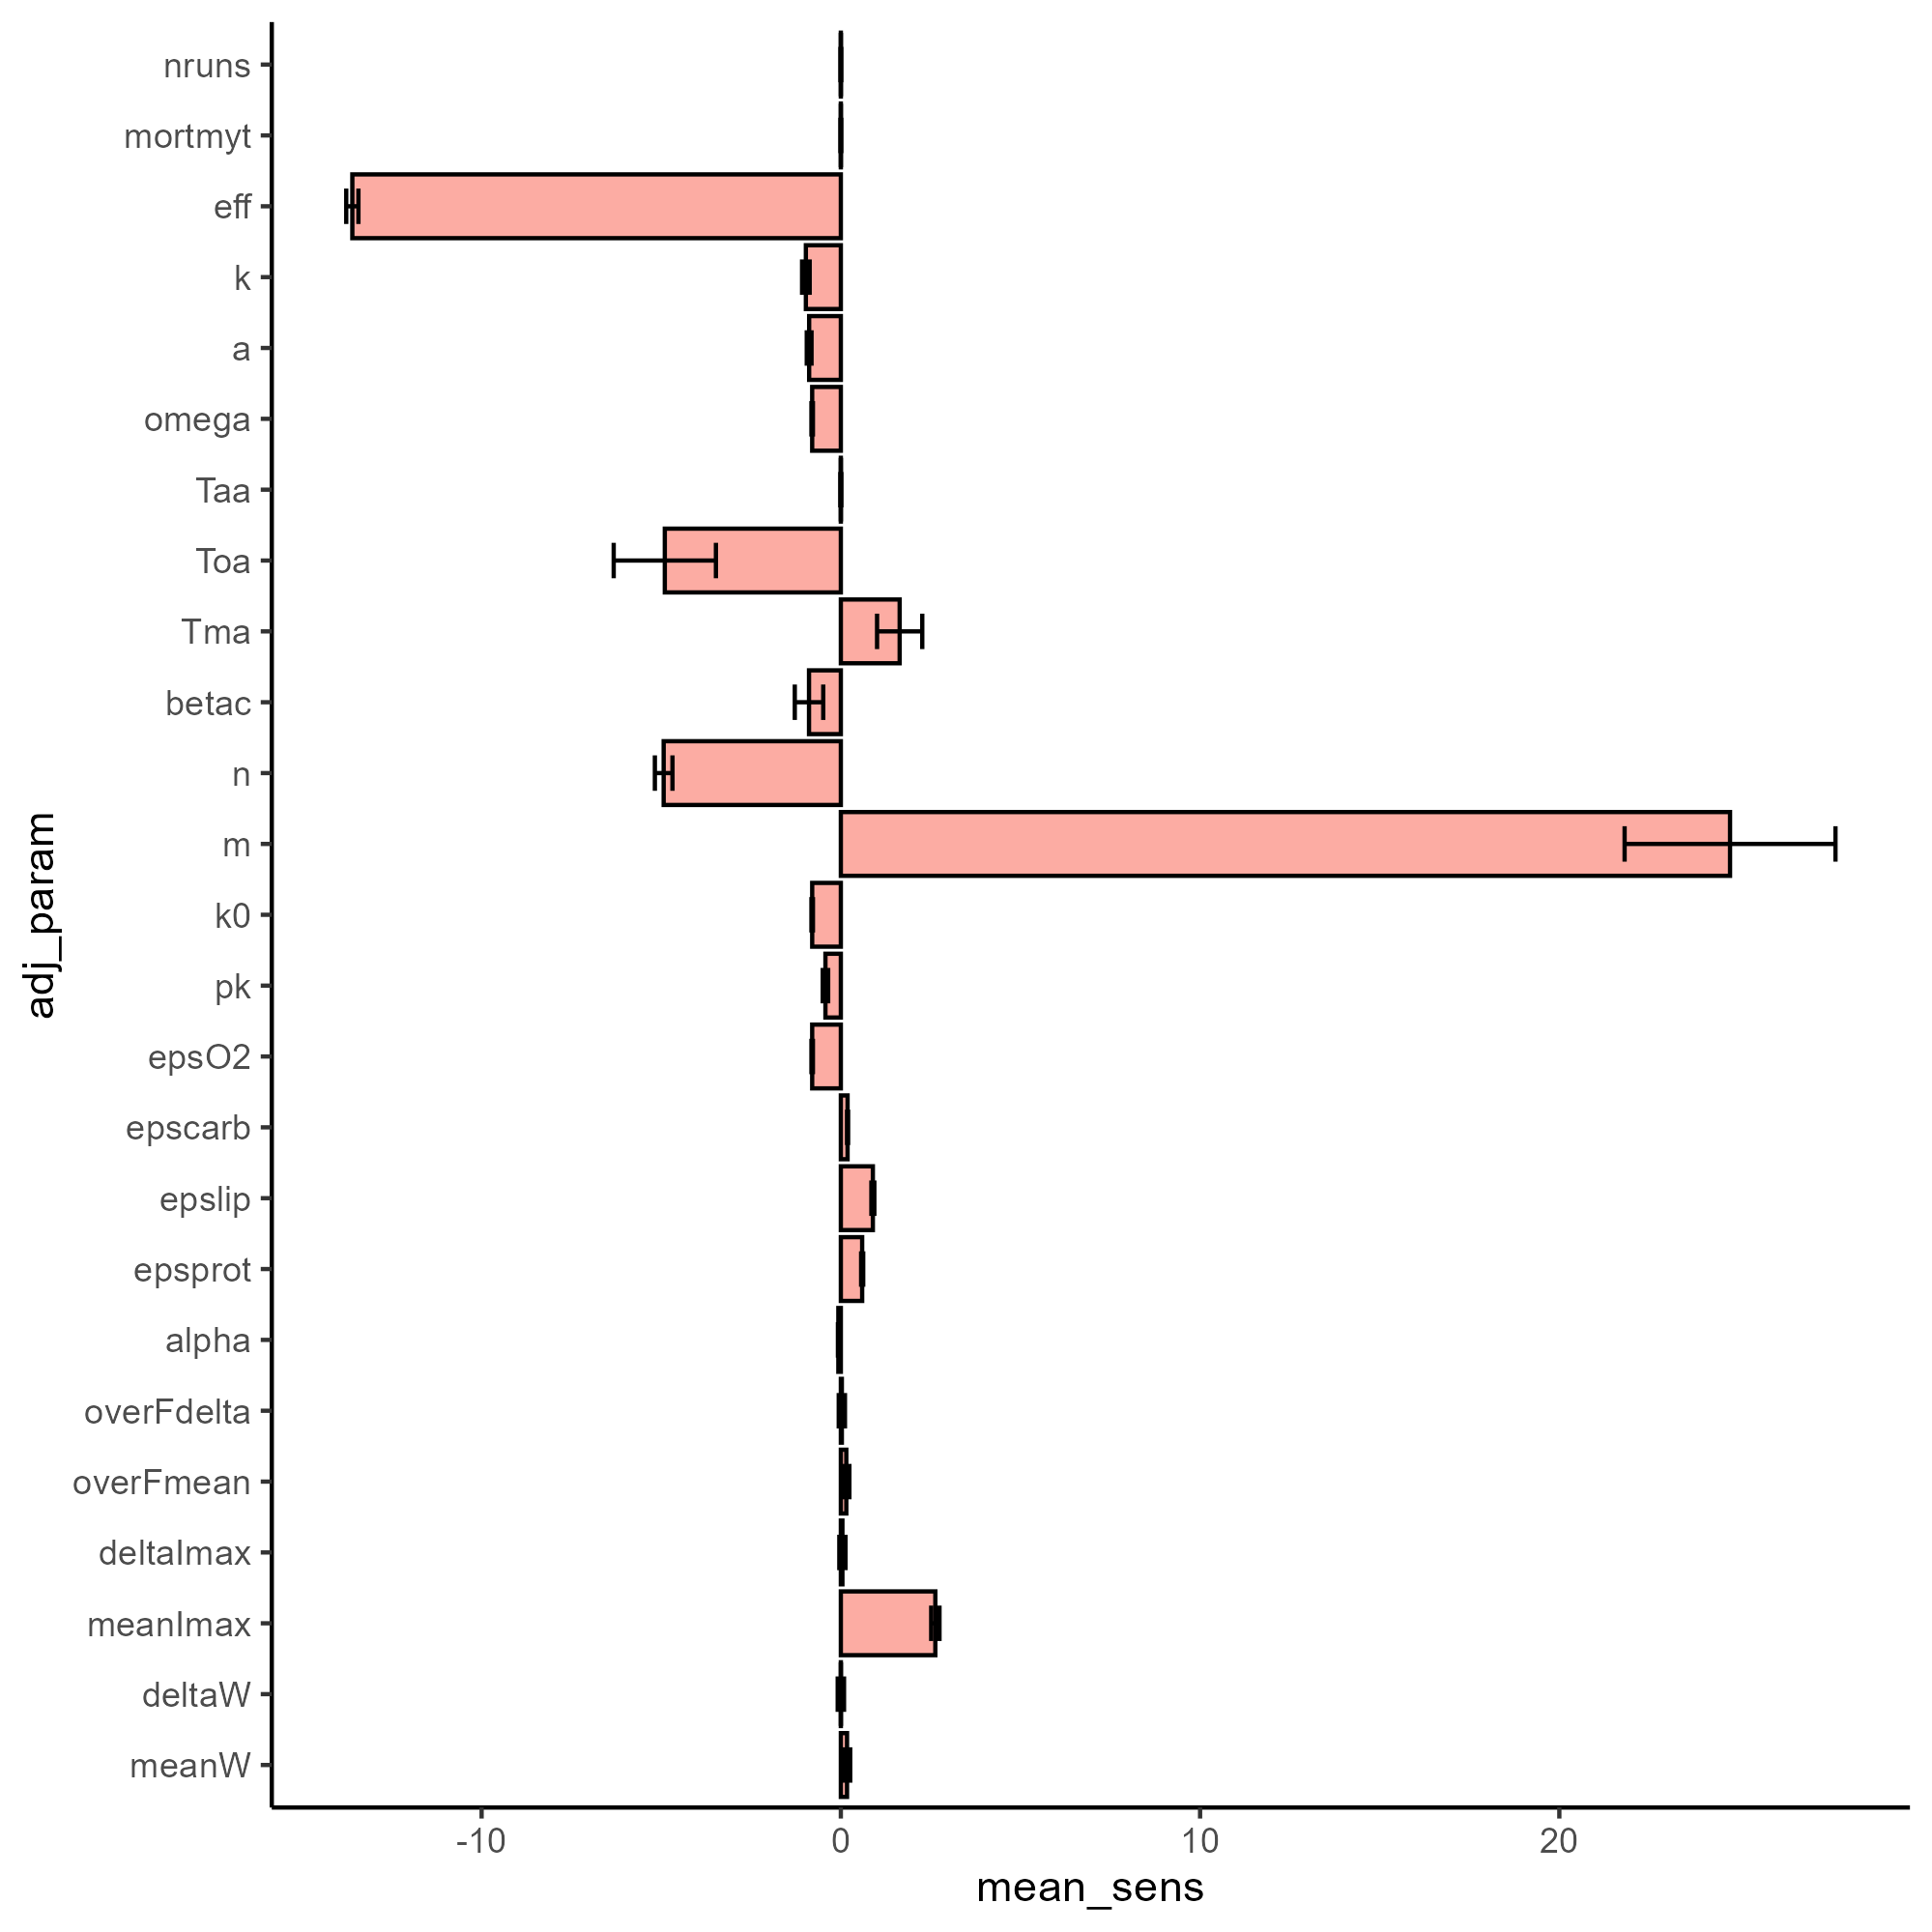 nruns
mortmyt
eff
k
a
omega
Taa
Toa
Tma
betac
n
m
k0
pk
epsO2
epscarb
epslip
epsprot
alpha
overFdelta
overFmean
deltaImax
meanImax
deltaW
meanW
adj_param
-10 0 10 20
mean_sens